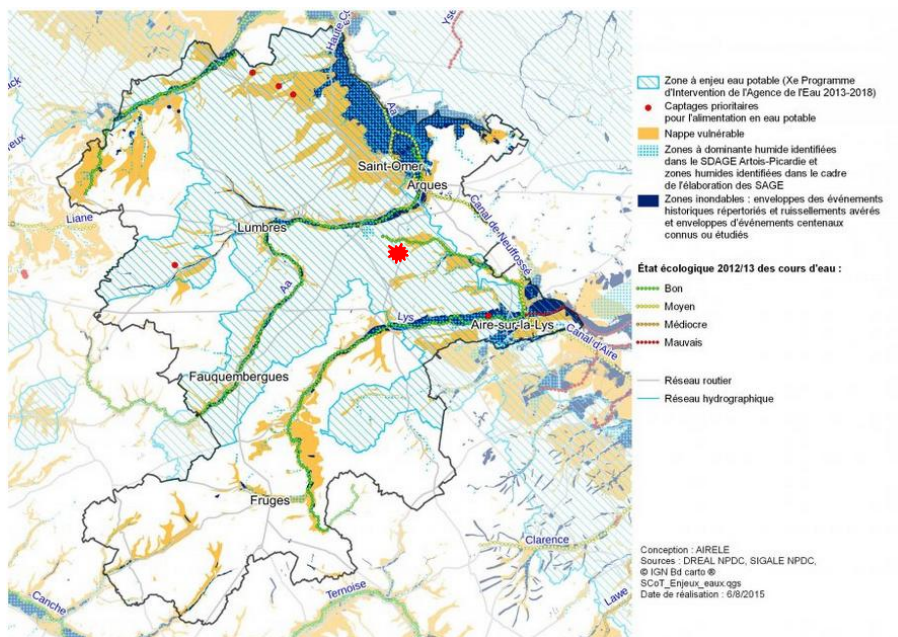 Haute Co
Yse
Aa
ack
reux
Saint-Omer
Arques
Liane
Lumbres
Canal de Neuffossé
Aa
Lys
Aire-sur-la-Lys
Canal d'Aire
Fauquembergues
Fruges
Clarence
Ternoise
Canche
Lawe
Zone à enjeu eau potable (Xe Programme
d'Intervention de l'Agence de l'Eau 2013-2018)
Captages prioritaires
pour l'alimentation en eau potable
Nappe vulnérable
Zones à dominante humide identifiées
dans le SDAGE Artois-Picardie et
zones humides identifiées dans le cadre
de l'élaboration des SAGE
Zones inondables : enveloppes des événements
historiques répertoriés et ruissellements avérés
et enveloppes d'événements centenaux
connus ou étudiés
État écologique 2012/13 des cours d'eau :
Bon
Moyen
Médiocre
Mauvais
Réseau routier
Réseau hydrographique
Conception : AIRELE
Sources : DREAL NPDC, SIGALE NPDC,
© IGN Bd carto ®
SCoT_Enjeux_eaux.qgs
Date de réalisation : 6/8/2015